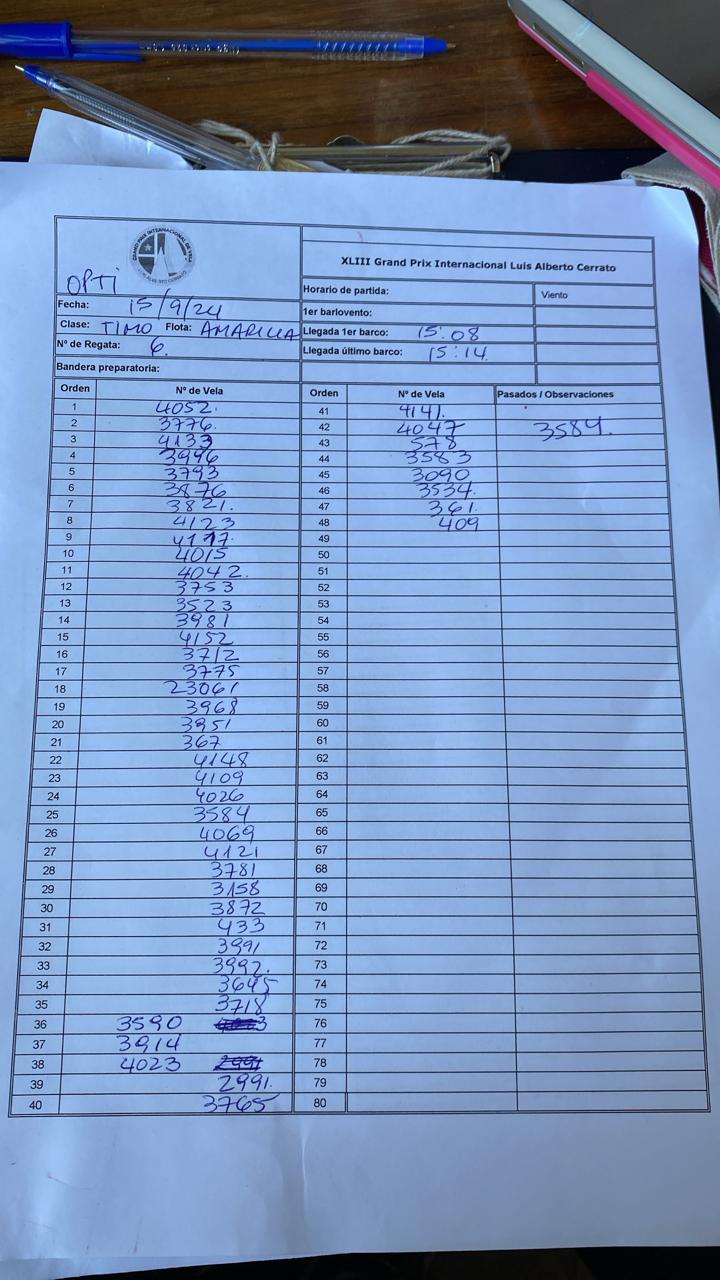 GRAND PRIX INTERNACIONAL DE VELA
XLIII Grand Prix Internacional Luis Alberto Cerrato
OPTi
Horario de partida: Viento
Fecha: 15/9/24
1er barlovento:
Clase: TIMO Flota: AMARILLA
Llegada 1er barco: 15:08
Nº de Regata: 6.
Llegada último barco: 15:14
Bandera preparatoria:
Orden Nº de Vela Orden Nº de Vela Pasados / Observaciones
1 4052. 41 4141.
2 3776. 42 4047 3584.
3 4133 43 578
4 3996 44 3583
5 3793 45 3090
6 3876 46 3534.
7 3821. 47 361.
8 4123 48 409
9 4117. 49
10 4015 50
11 4042. 51
12 3753 52
13 3523 53
14 3981 54
15 4152 55
16 3712 56
17 3775 57
18 23061 58
19 3968 59
20 3951 60
21 367 61
22 4148 62
23 4109 63
24 4026 64
25 3584 65
26 4069 66
27 4121 67
28 3781 68
29 3158 69
30 3872 70
31 433 71
32 3991 72
33 3992. 73
34 3645 74
35 3718 75
36 3590 76
37 3914 77
38 4023 2991 78
39 2991. 79
40 3765 80